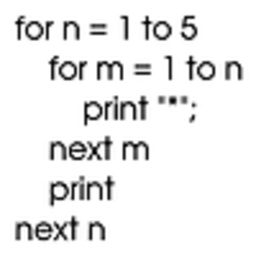 for n = 1 to 5
for m = 1 to n
print "*";
next m
print
next n